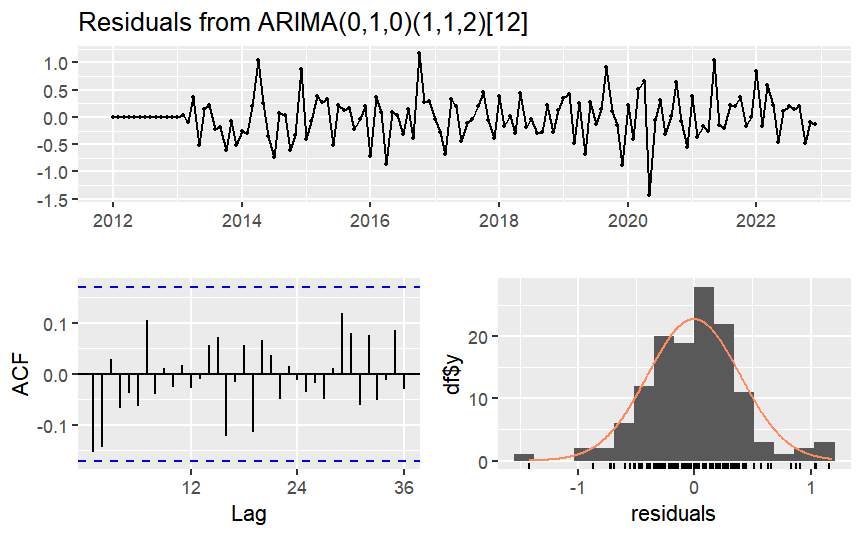 Residuals from ARIMA(0,1,0)(1,1,2)[12]
1.0
0.5
0.0
-0.5
-1.0
-1.5
2012 2014 2016 2018 2020 2022
ACF
0.1
0.0
-0.1
12 24 36
Lag
df$y
20
10
0
-1 0 1
residuals